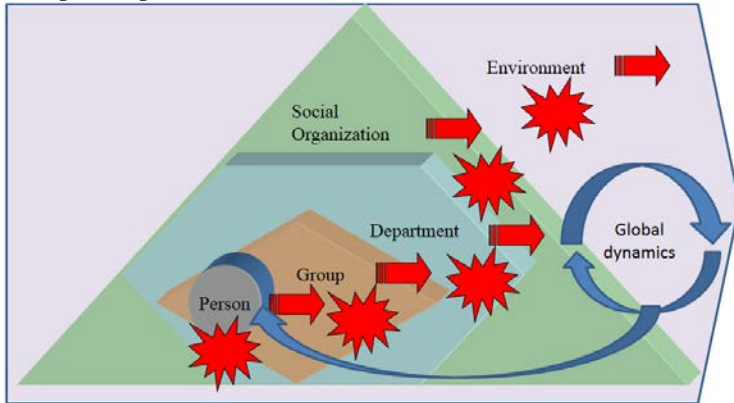 Environment
Social
Organization
Department
Global
dynamics
Group
Person